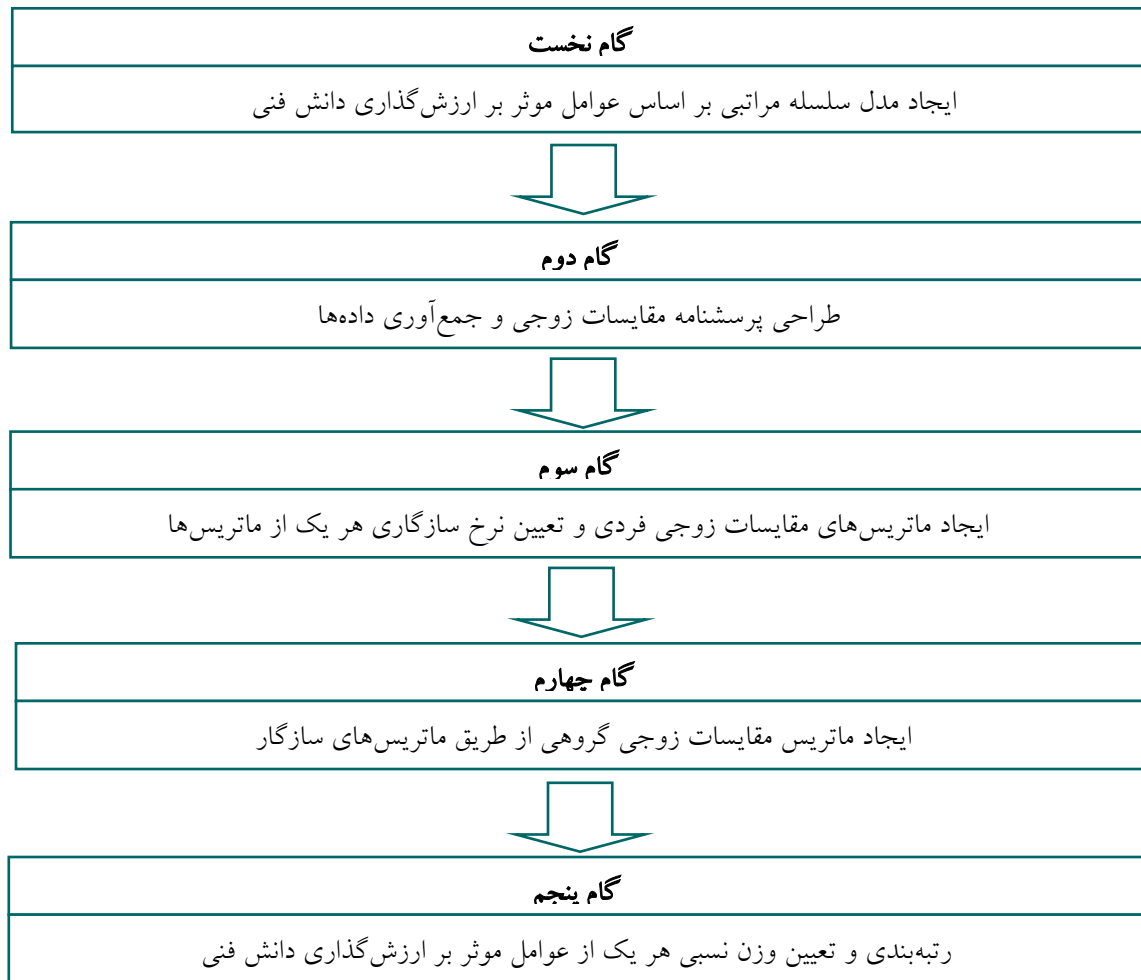 گام نخست
ایجاد مدل سلسله مراتبی بر اساس عوامل موثر بر ارزش‌گذاری دانش فنی
گام دوم
طراحی پرسشنامه مقایسات زوجی و جمع‌آوری داده‌ها
گام سوم
ایجاد ماتریس‌های مقایسات زوجی فردی و تعیین نرخ سازگاری هر یک از ماتریس‌ها
گام چهارم
ایجاد ماتریس مقایسات زوجی گروهی از طریق ماتریس‌های سازگار
گام پنجم
رتبه‌بندی و تعیین وزن نسبی هر یک از عوامل موثر بر ارزش‌گذاری دانش فنی